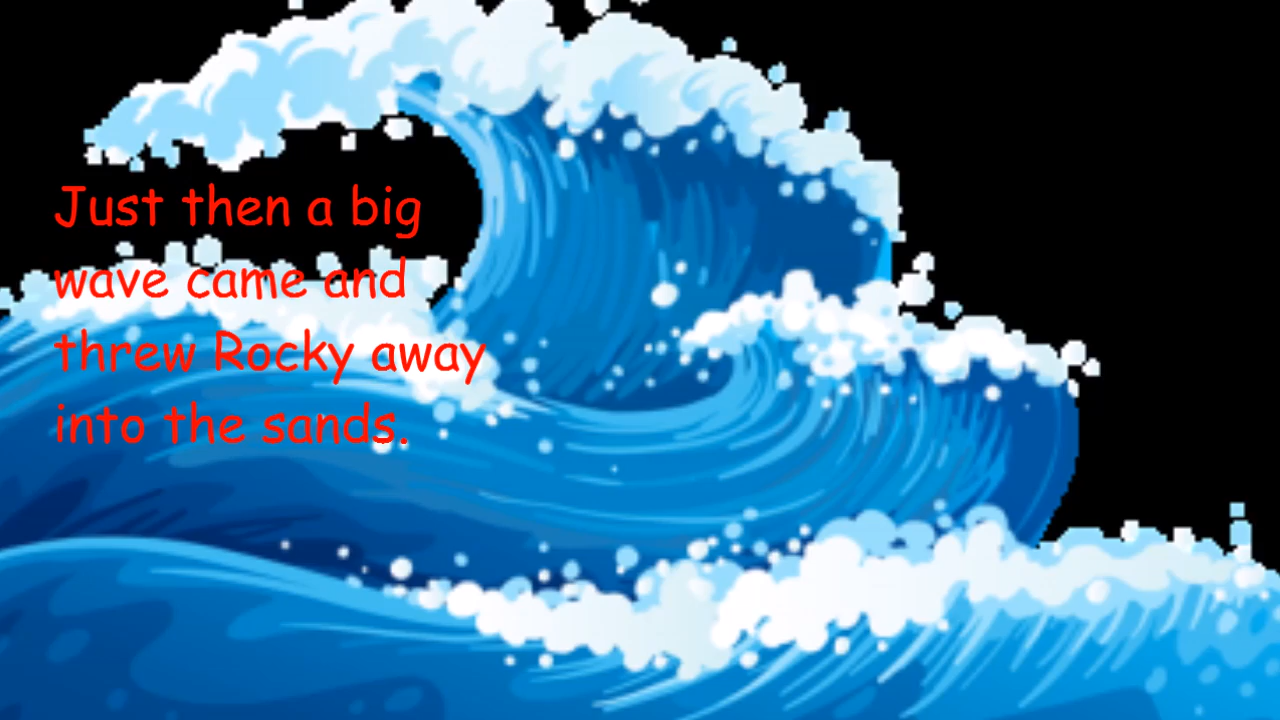 Just then a big
wave came and
threw Rocky away
into the sands.